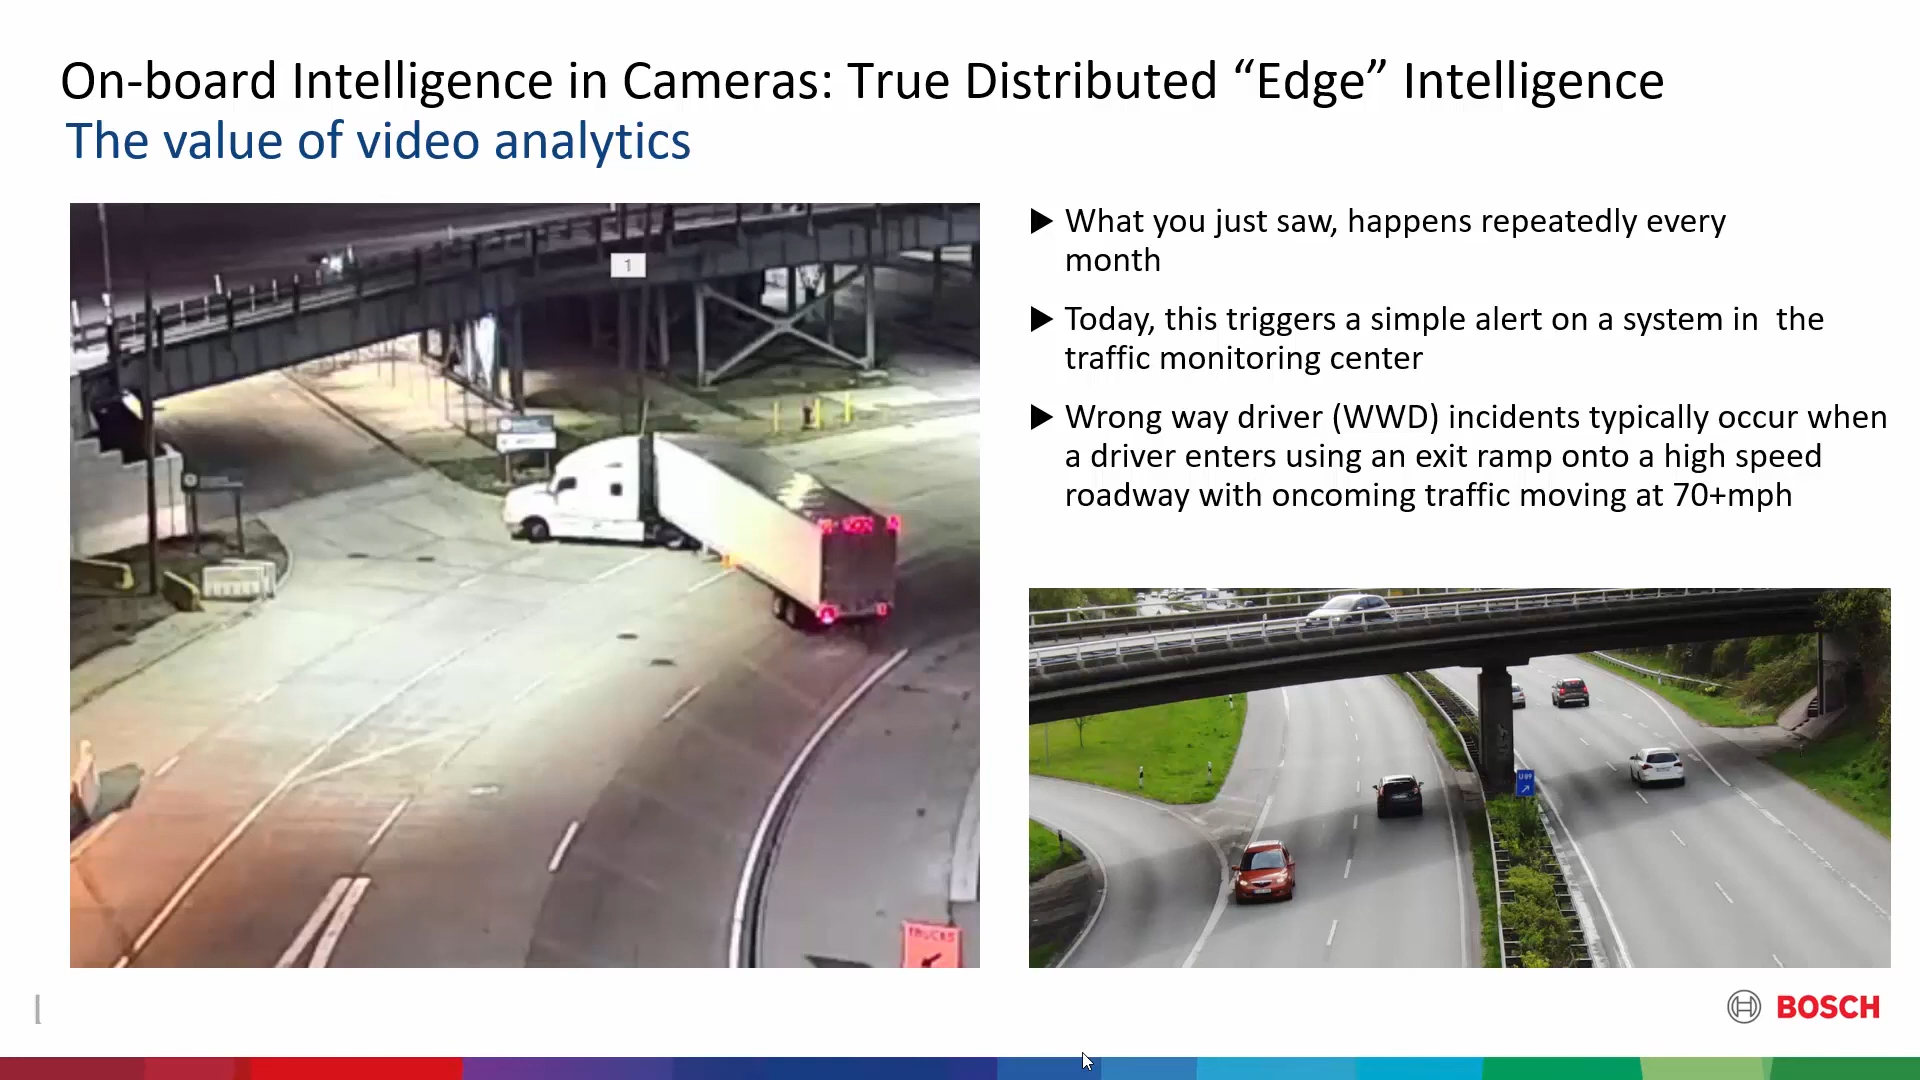 On-board Intelligence in Cameras: True Distributed “Edge” Intelligence
The value of video analytics
1
TRUCKS
What you just saw, happens repeatedly every
month
Today, this triggers a simple alert on a system in  the
traffic monitoring center
Wrong way driver (WWD) incidents typically occur when
a driver enters using an exit ramp onto a high speed
roadway with oncoming traffic moving at 70+mph
BOSCH